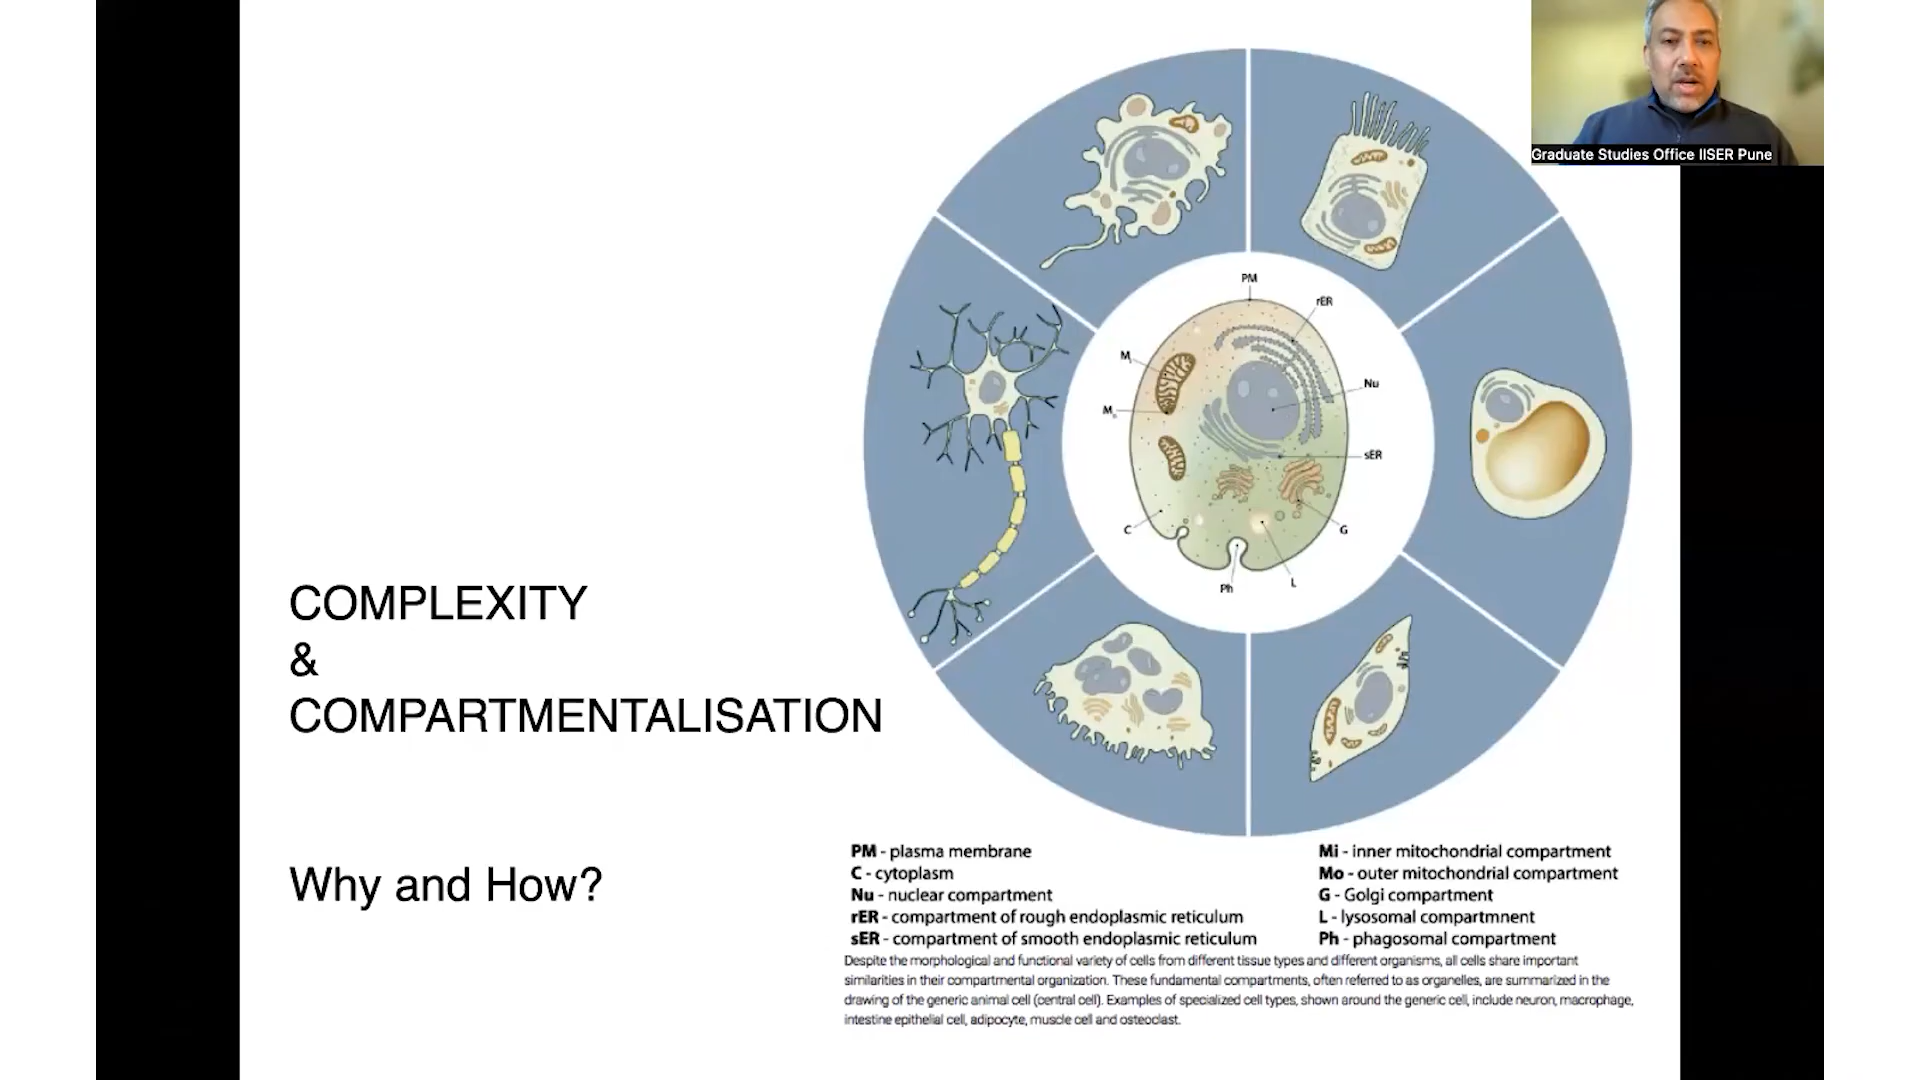 Graduate Studies Office IISER Pune
PM
rER
Mi
Nu
Mo
sER
C
G
Ph
L
COMPLEXITY
&
COMPARTMENTALISATION
Why and How?
PM - plasma membrane
C - cytoplasm
Nu - nuclear compartment
rER - compartment of rough endoplasmic reticulum
sER - compartment of smooth endoplasmic reticulum
Mi - inner mitochondrial compartment
Mo - outer mitochondrial compartment
G - Golgi compartment
L - lysosomal compartmnent
Ph - phagosomal compartment
Despite the morphological and functional variety of cells from different tissue types and different organisms, all cells share important
similarities in their compartmental organization. These fundamental compartments, often referred to as organelles, are summarized in the
drawing of the generic animal cell (central cell). Examples of specialized cell types, shown around the generic cell, include neuron, macrophage,
intestine epithelial cell, adipocyte, muscle cell and osteoclast.